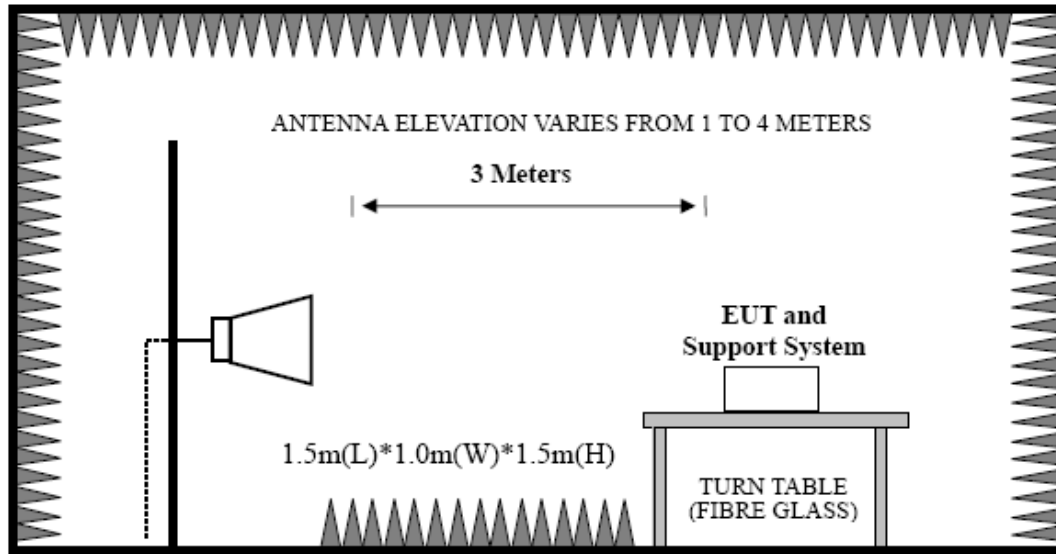 ANTENNA ELEVATION VARIES FROM 1 TO 4 METERS
3 Meters
EUT and
Support System
1.5m(L)*1.0m(W)*1.5m(H)
TURN TABLE
(FIBRE GLASS)